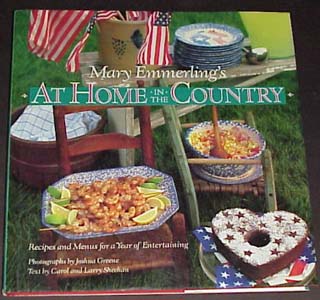 Mary Emmerling's
AT HOME IN THE COUNTRY
Recipes and Menus for a Year of Entertaining
Photographs by Joshua Greene
Text by Carol and Larry Sheehan